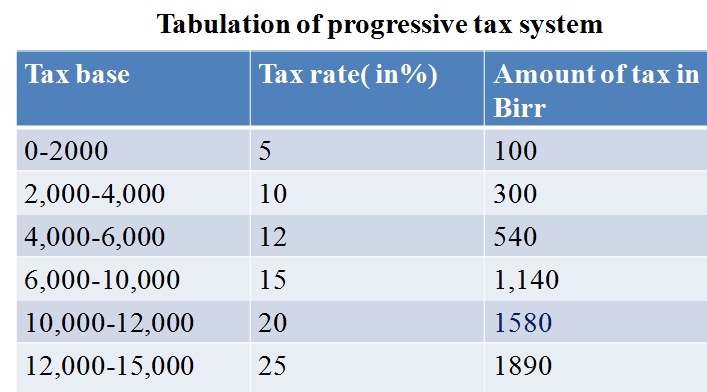 Tabulation of progressive tax system
Tax base Tax rate( in%) Amount of tax in
Birr
0-2000 5 100
2,000-4,000 10 300
4,000-6,000 12 540
6,000-10,000 15 1,140
10,000-12,000 20 1580
12,000-15,000 25 1890